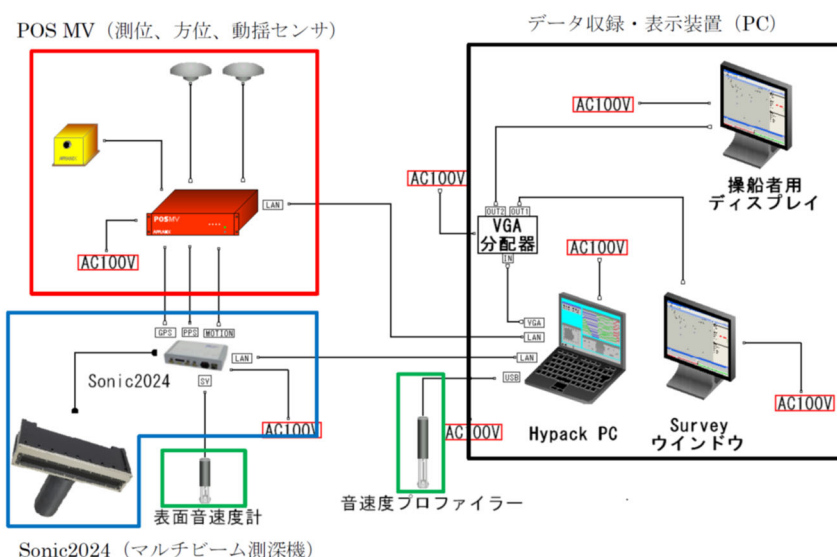 POS MV（測位、方位、動揺センサ）
データ収録・表示装置（PC）
AC100V
操船者用
ディスプレイ
AC100V
OUT2
OUT1
VGA
分配器
IN
LAN
POSMV
AC100V
AC100V
GPS
PPS
MOTION
VGA
LAN
LAN
LAN
Sonic2024
SV
USB
AC100V
AC100V
AC100V
Hypack PC
Survey
ウインドウ
音速度プロファイラー
表面音速度計
Sonic2024（マルチビーム測深機）